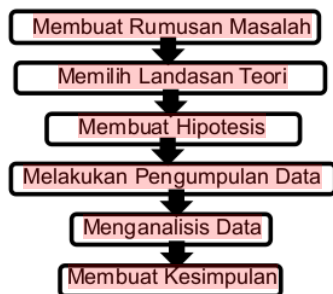 Membuat Rumusan Masalah
Memilih Landasan Teori
Membuat Hipotesis
Melakukan Pengumpulan Data
Menganalisis Data
Membuat Kesimpulan